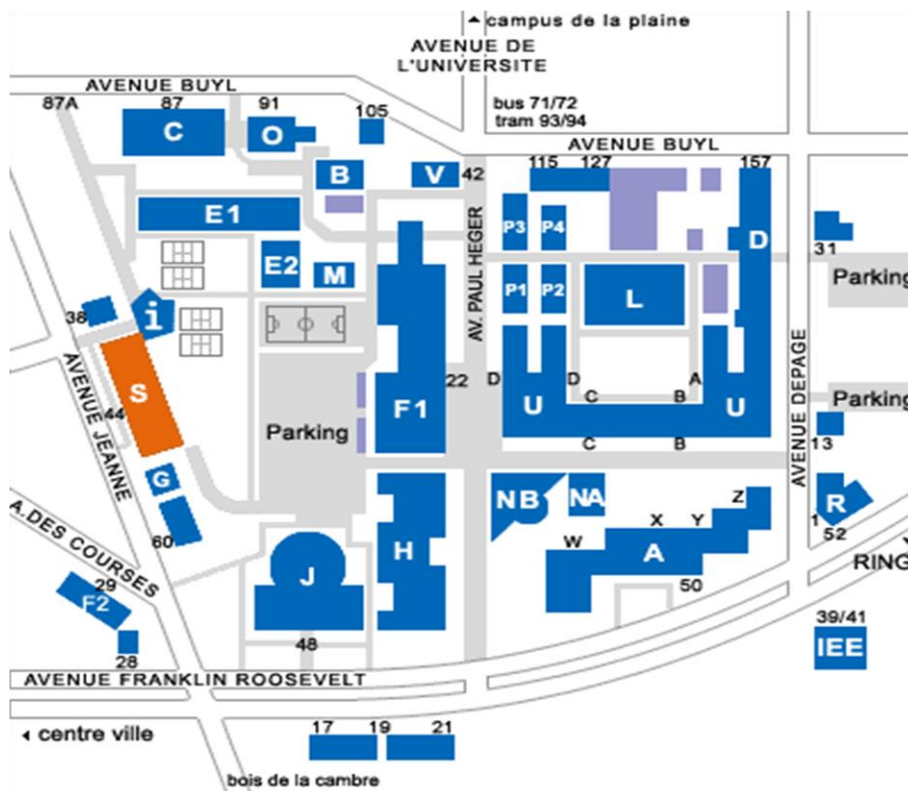 campus de la plaine
AVENUE DE
L'UNIVERSITE
AVENUE BUYL
87A
87
91
105
bus 71/72
tram 93/94
AVENUE BUYL
C
O
B
V
42
115
127
157
E1
P3
P4
D
31
E2
M
AV. PAUL HEGER
P1
P2
L
Parking
38
i
S
44
AVENUE JEANNE
Parking
F1
22
D
D
C
B
A
U
U
C
B
AVENUE DEPAGE
Parking
13
G
60
NB
NA
Z
X
Y
W
A
50
R
1
52
RING
A.DES COURSES
29
F2
28
J
H
48
39/41
IEE
AVENUE FRANKLIN ROOSEVELT
centre ville
17
19
21
bois de la cambre